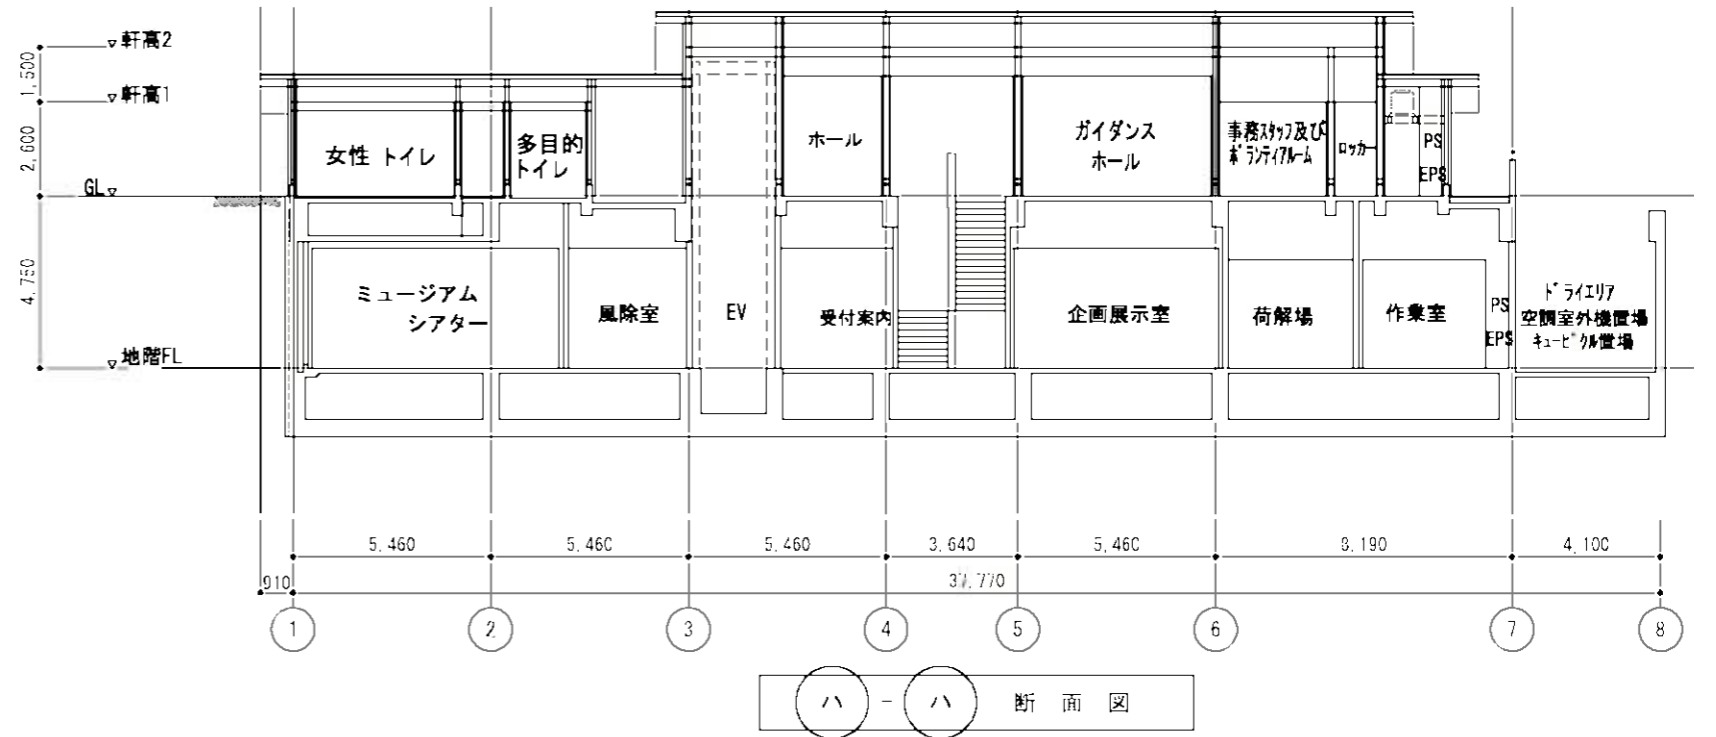 軒高2
1,500
軒高1
2,600
GL
4,750
地階FL
女性 トイレ
多目的
トイレ
ホール
ガイダンス
ホール
事務スタッフ及び
ボランティアルーム
ロッカー
PS
EPS
ミュージアム
シアター
風除室
EV
受付案内
企画展示室
荷解場
作業室
PS
EPS
ドライエリア
空調室外機置場
キュービクル置場
5,460
5,460
5,460
3,640
5,460
8,190
4,100
910
37,770
1
2
3
4
5
6
7
8
ハ - ハ 断面図